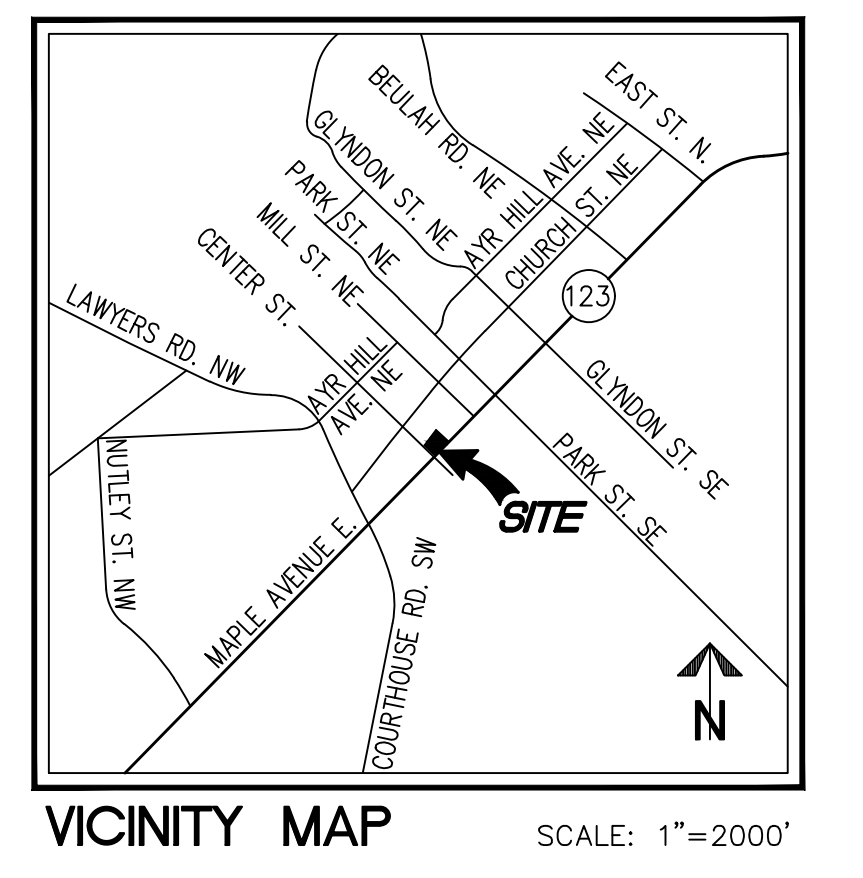 EAST ST. N.
BEULAH RD. NE
GLYNDON ST. NE
AYR HILL AVE. NE
CHURCH ST. NE
PARK ST. NE
MILL ST. NE
CENTER ST.
123
LAWYERS RD. NW
AYR HILL
AVE. NE
GLYNDON ST. SE
PARK ST. SE
NUTLEY ST. NW
SITE
MAPLE AVENUE E.
COURTHOUSE RD. SW
N
VICINITY MAP
SCALE: 1"=2000'